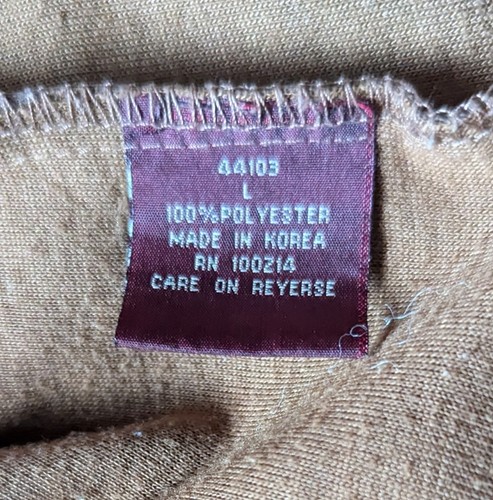 44103
L
100%POLYESTER
MADE IN KOREA
RN 100214
CARE ON REVERSE